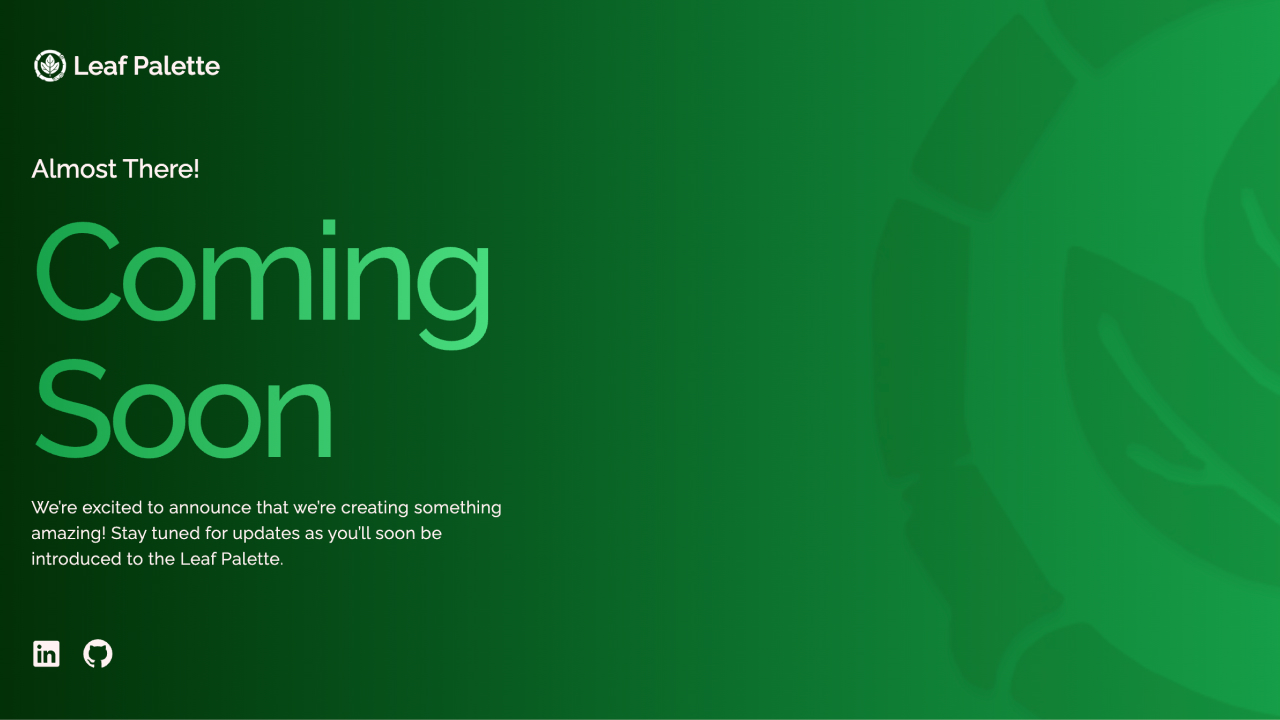 Leaf Palette
Almost There!
Coming
Soon
We're excited to announce that we're creating something
amazing! Stay tuned for updates as you'll soon be
introduced to the Leaf Palette.
in